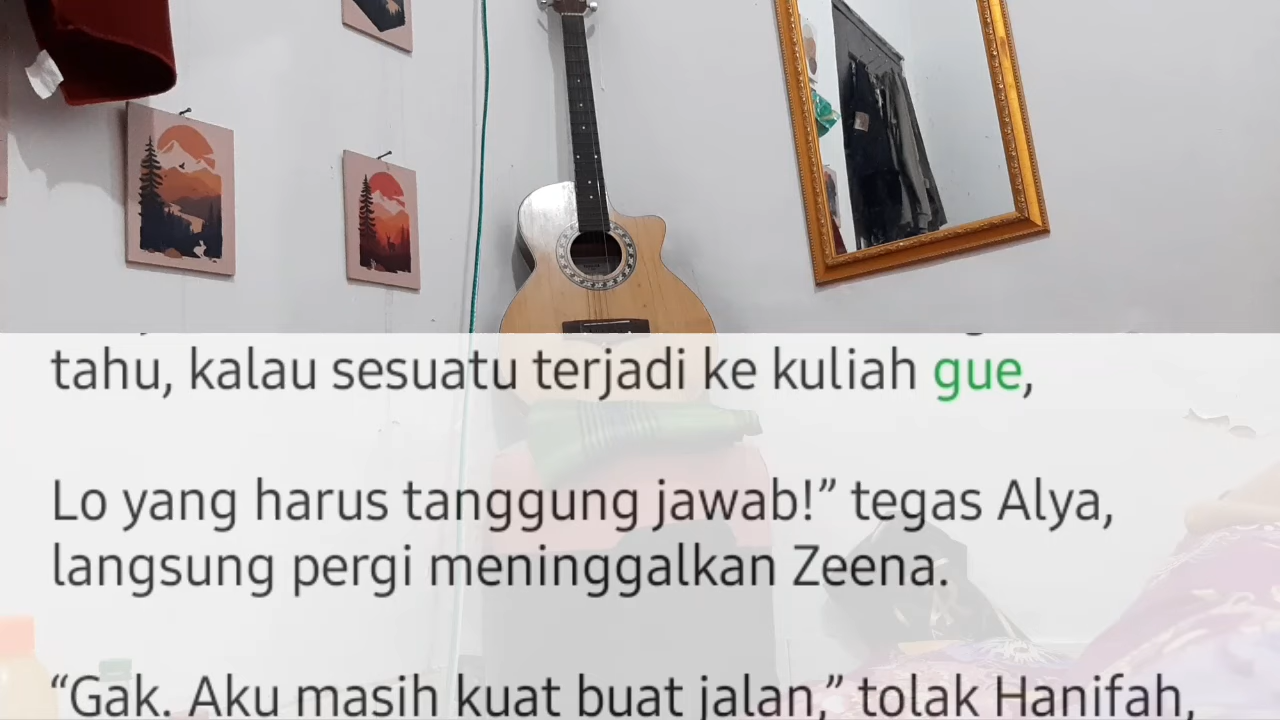 tahu, kalau sesuatu terjadi ke kuliah gue,
Lo yang harus tanggung jawab!” tegas Alya,
langsung pergi meninggalkan Zeena.
“Gak. Aku masih kuat buat jalan,” tolak Hanifah,